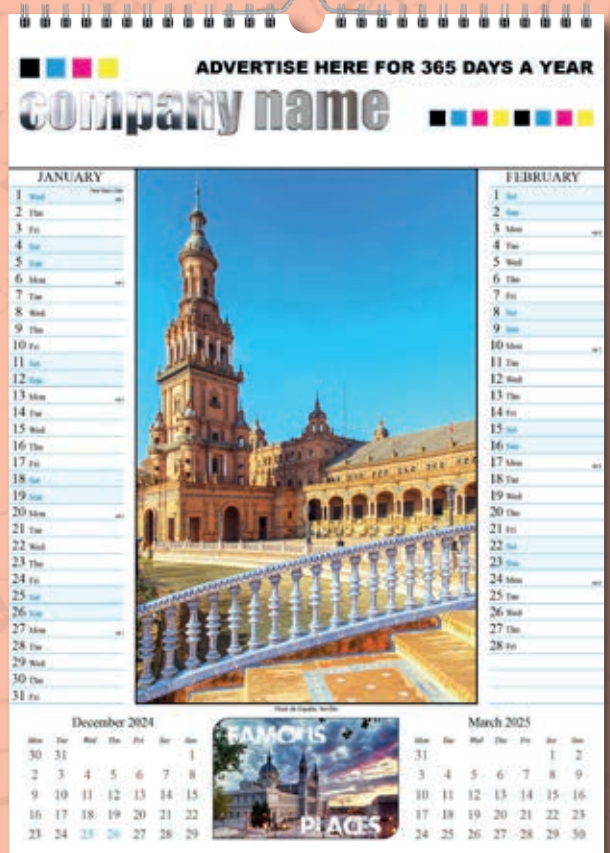 ADVERTISE HERE FOR 365 DAYS A YEAR
company name
JANUARY
1 Wed
2 Thu
3 Fri
4 Sat
5 Sun
6 Mon
7 Tue
8 Wed
9 Thu
10 Fri
11 Sat
12 Sun
13 Mon
14 Tue
15 Wed
16 Thu
17 Fri
18 Sat
19 Sun
20 Mon
21 Tue
22 Wed
23 Thu
24 Fri
25 Sat
26 Sun
27 Mon
28 Tue
29 Wed
30 Thu
31 Fri
FEBRUARY
1 Sat
2 Sun
3 Mon
4 Tue
5 Wed
6 Thu
7 Fri
8 Sat
9 Sun
10 Mon
11 Tue
12 Wed
13 Thu
14 Fri
15 Sat
16 Sun
17 Mon
18 Tue
19 Wed
20 Thu
21 Fri
22 Sat
23 Sun
24 Mon
25 Tue
26 Wed
27 Thu
28 Fri
Plaza de España, Seville
December 2024
Mon Tue Wed Thu Fri Sat Sun
30 31 1
2 3 4 5 6 7 8
9 10 11 12 13 14 15
16 17 18 19 20 21 22
23 24 25 26 27 28 29
FAMOUS
PLACES
March 2025
Mon Tue Wed Thu Fri Sat Sun
31 1 2
3 4 5 6 7 8 9
10 11 12 13 14 15 16
17 18 19 20 21 22 23
24 25 26 27 28 29 30